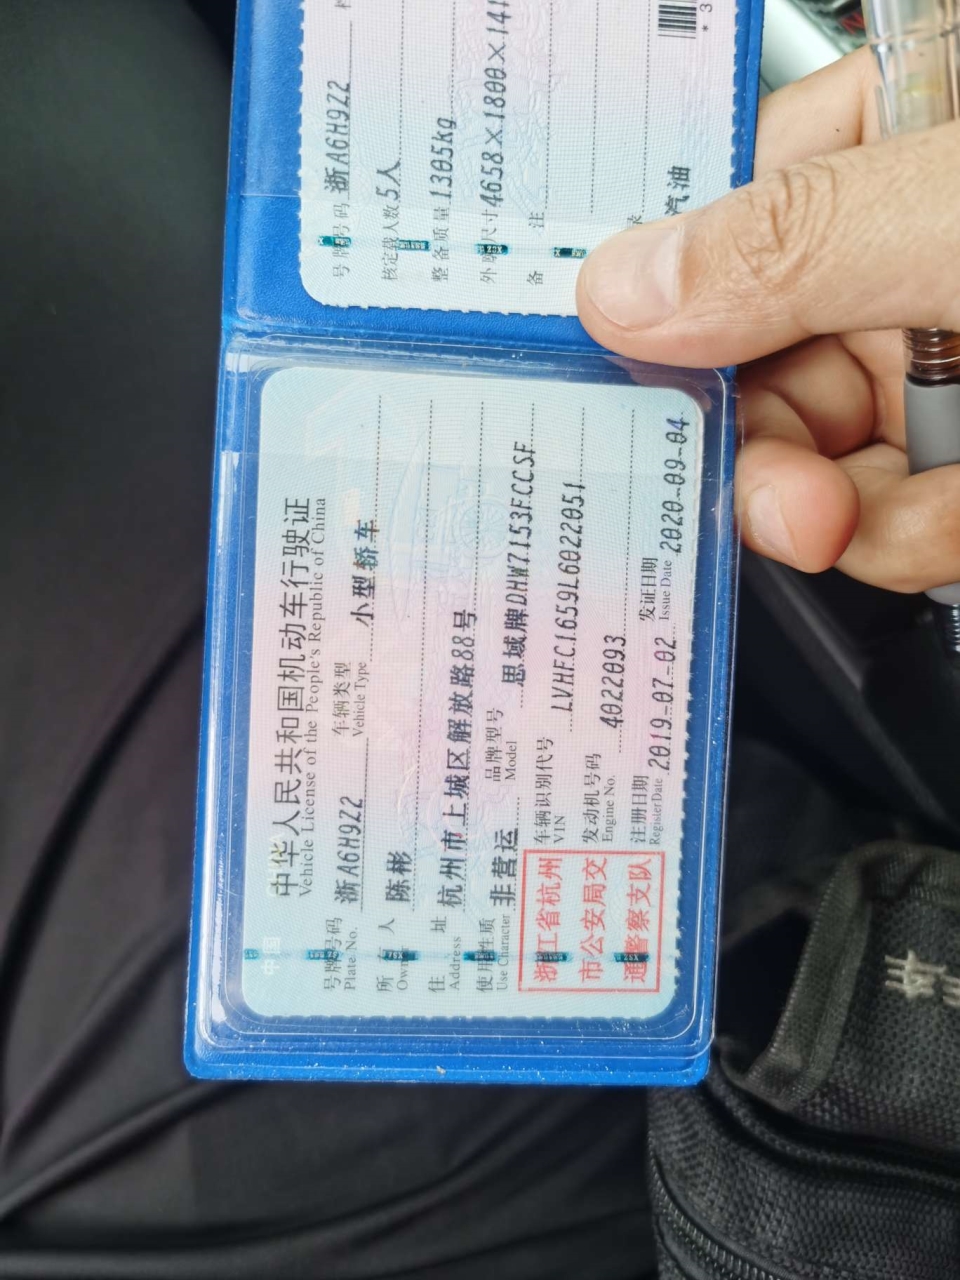 中国
中华人民共和国机动车行驶证
Vehicle License of the People's Republic of China
号牌号码 浙A6H9Z2 车辆类型 小型轿车
Plate No. Vehicle Type
所有人 陈彬
Owner
住址 杭州市上城区解放路88号
Address
使用性质 非营运 品牌型号 思域牌DHW7153FCCSF
Use Character Model
浙江省杭州
市公安局交
通警察支队
车辆识别代号 LVHFC1659L6022051
VIN
发动机号码 4022093
Engine No.
注册日期 2019-07-02 发证日期 2020-09-04
Register Date Issue Date
号牌号码 浙A6H9Z2
核定载人数 5人
整备质量 1305kg
外廓尺寸 4658×1800×141
备注
汽油